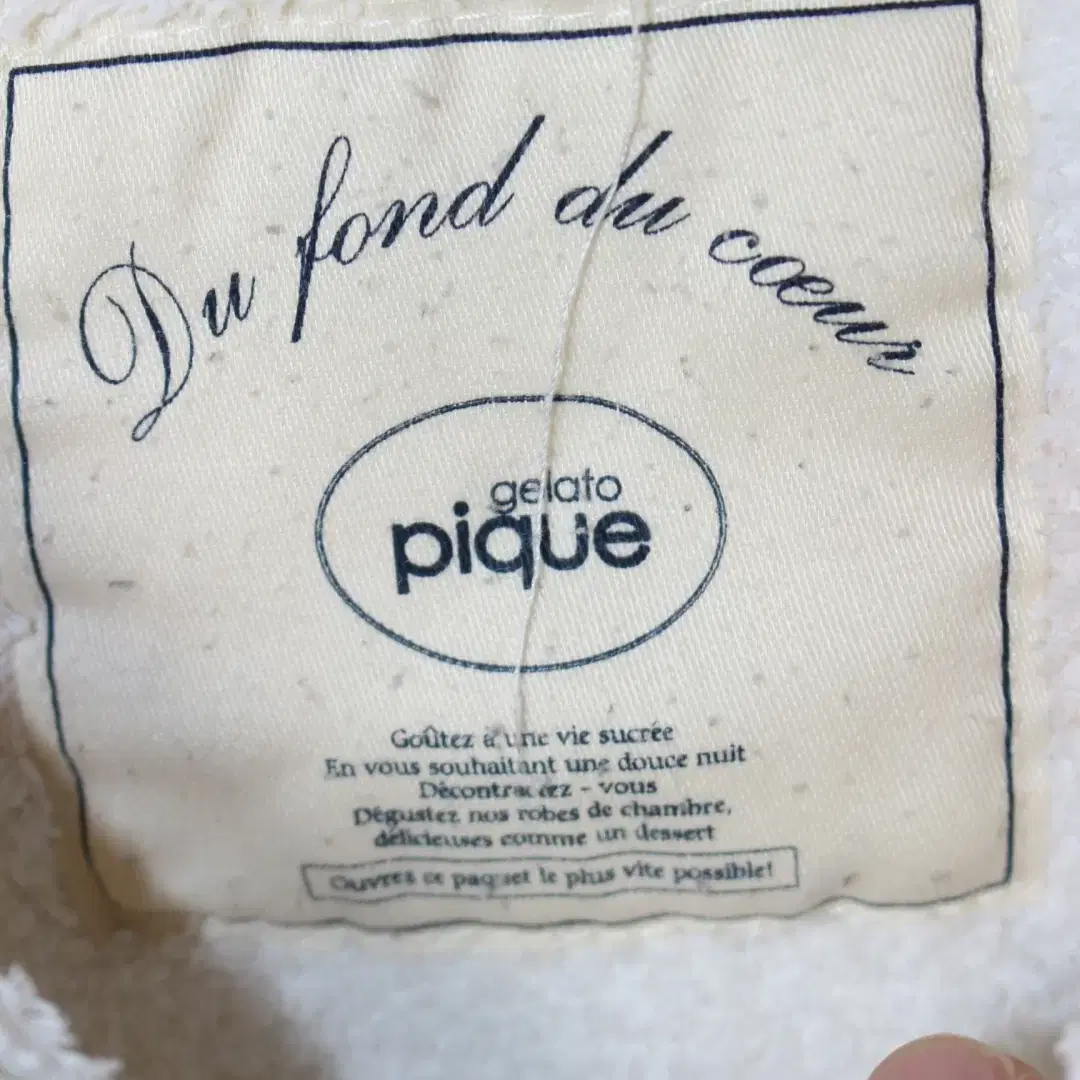 Du fond du cœur
gelato
pique
Goûtez à une vie sucrée
En vous souhaitant une douce nuit
Décontractez - vous
Dégustez nos robes de chambre,
délicieuses comme un dessert
Ouvrez ce paquet le plus vite possible!